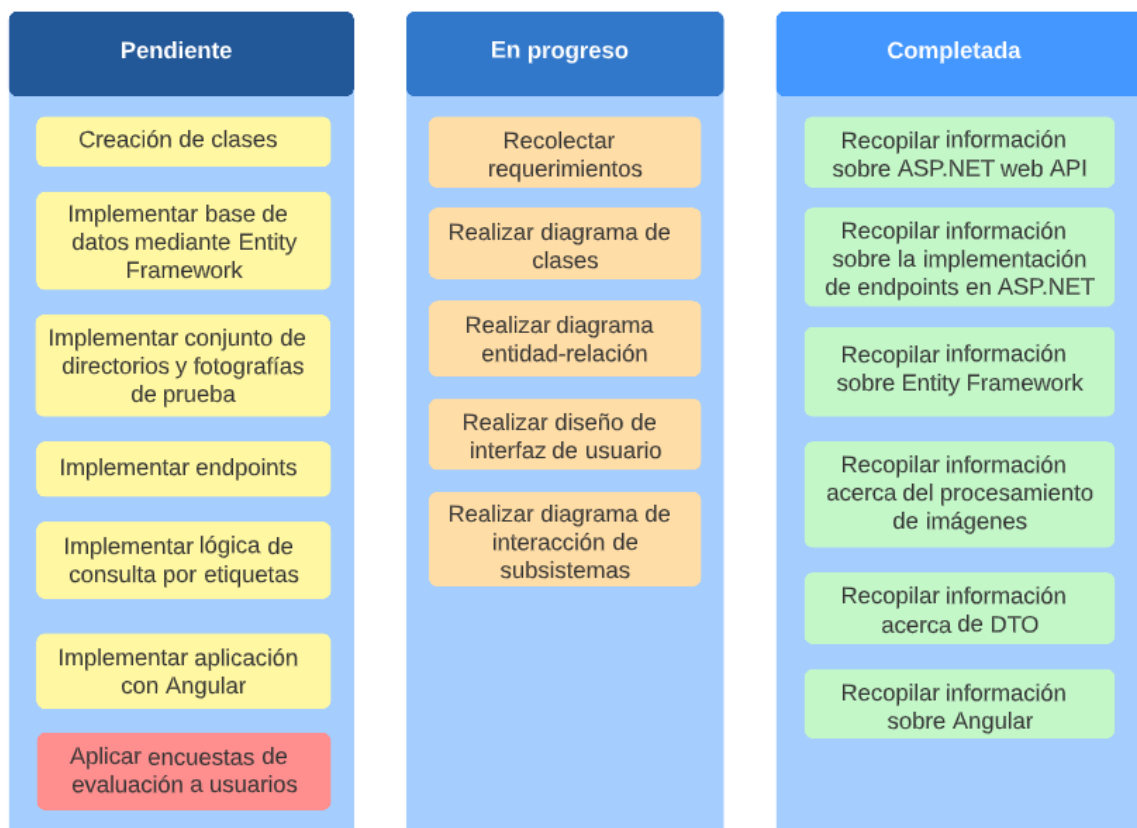 Pendiente
Creación de clases
Implementar base de
datos mediante Entity
Framework
Implementar conjunto de
directorios y fotografías
de prueba
Implementar endpoints
Implementar lógica de
consulta por etiquetas
Implementar aplicación
con Angular
Aplicar encuestas de
evaluación a usuarios
En progreso
Recolectar
requerimientos
Realizar diagrama de
clases
Realizar diagrama
entidad-relación
Realizar diseño de
interfaz de usuario
Realizar diagrama de
interacción de
subsistemas
Completada
Recopilar información
sobre ASP.NET web API
Recopilar información
sobre la implementación
de endpoints en ASP.NET
Recopilar información
sobre Entity Framework
Recopilar información
acerca del procesamiento
de imágenes
Recopilar información
acerca de DTO
Recopilar información
sobre Angular